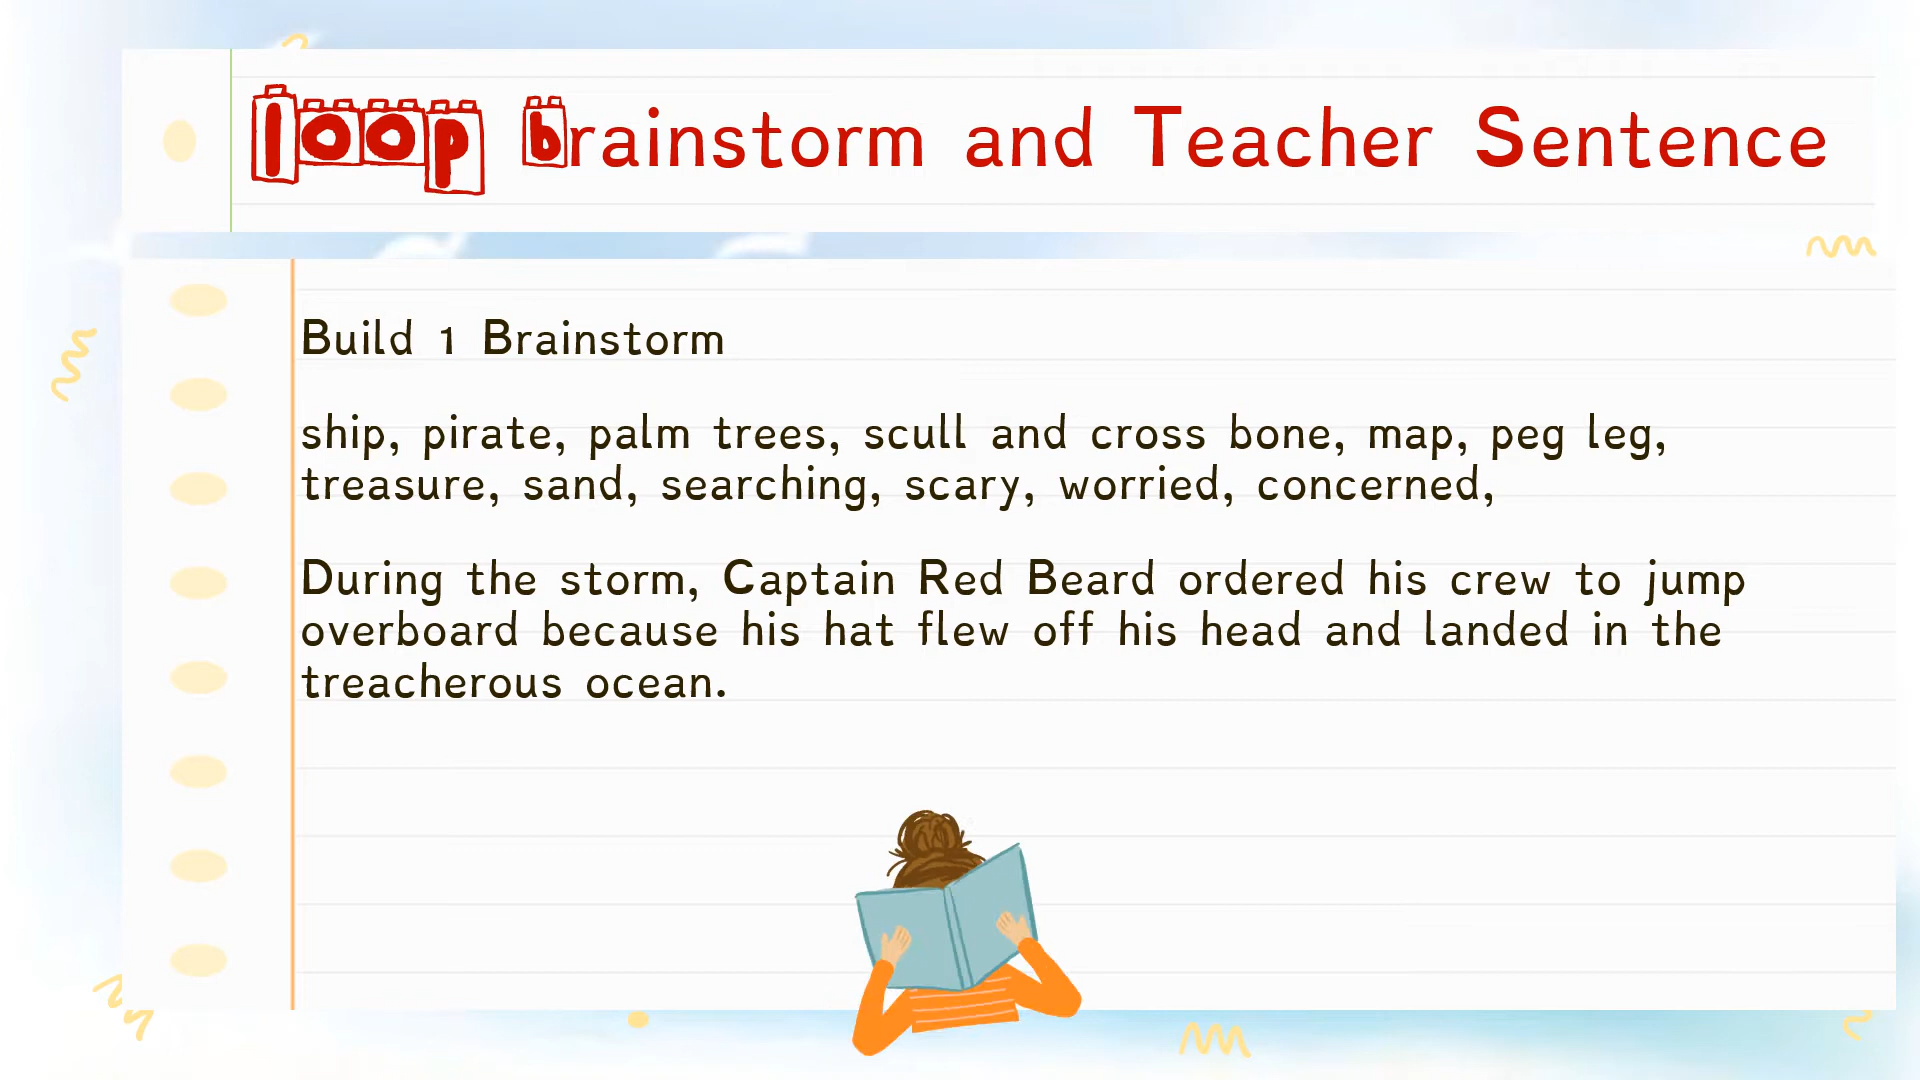 loop brainstorm and Teacher Sentence
Build 1 Brainstorm
ship, pirate, palm trees, scull and cross bone, map, peg leg,
treasure, sand, searching, scary, worried, concerned,
During the storm, Captain Red Beard ordered his crew to jump
overboard because his hat flew off his head and landed in the
treacherous ocean.